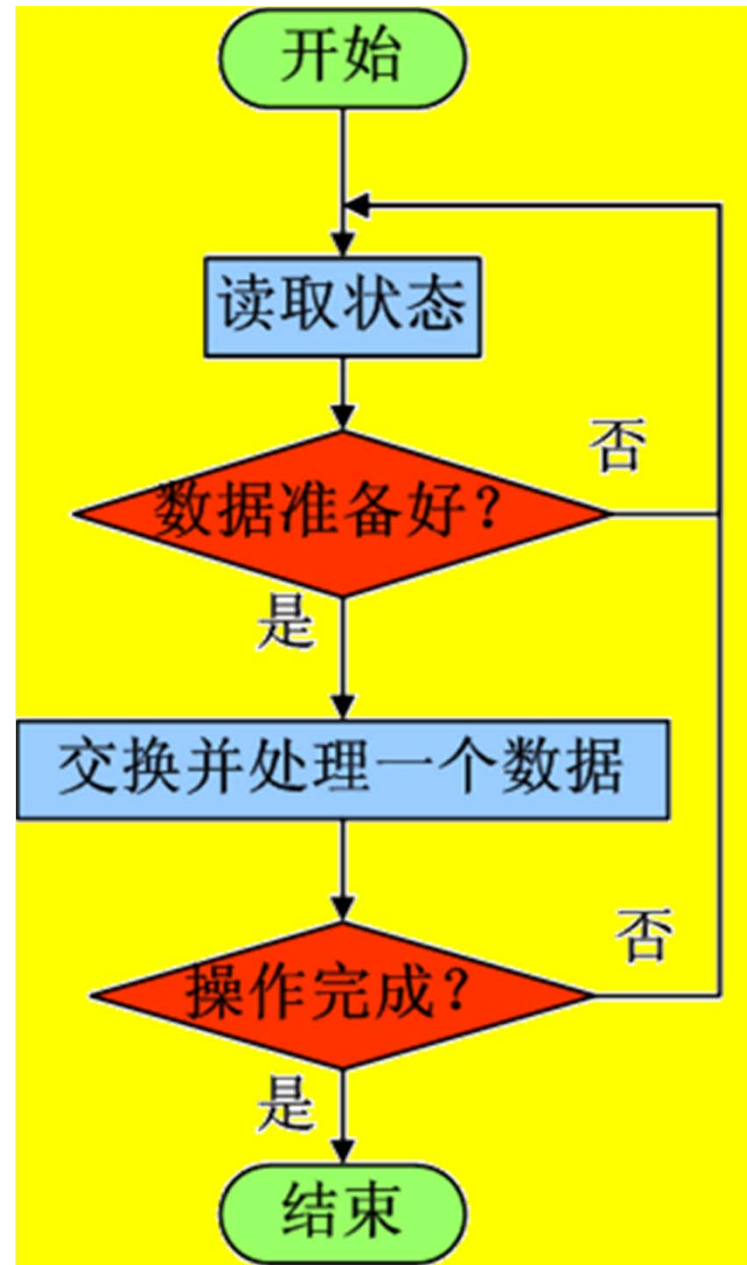 开始
读取状态
否
数据准备好?
是
交换并处理一个数据
否
操作完成?
是
结束